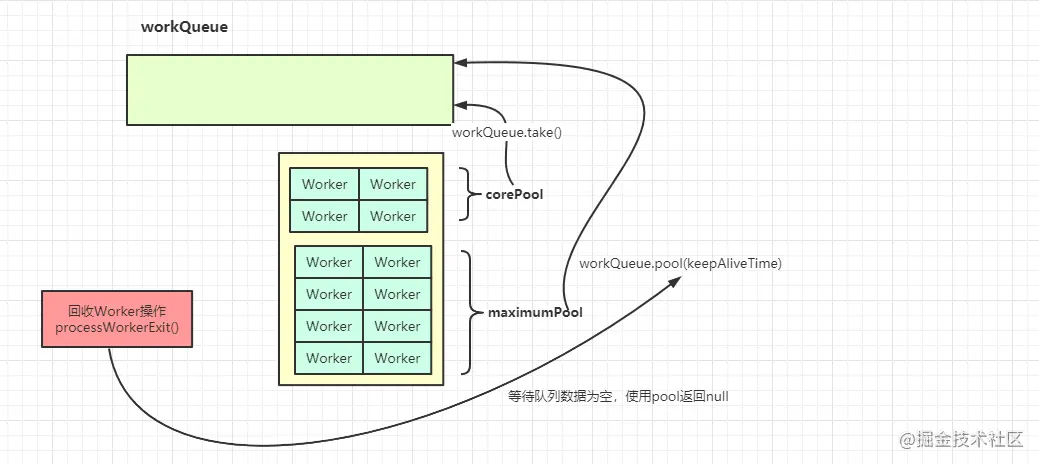 workQueue
workQueue.take()
Worker Worker
Worker Worker
corePool
Worker Worker
Worker Worker
Worker Worker
Worker Worker
workQueue.pool(keepAliveTime)
maximumPool
回收Worker操作
processWorkerExit()
等待队列数据为空，使用pool返回null
@掘金技术社区